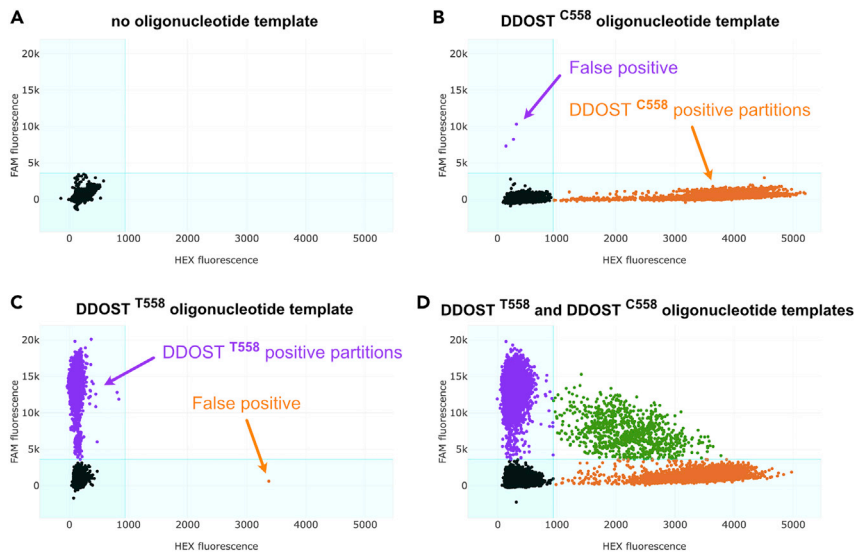 A
no oligonucleotide template
20k
15k
10k
5k
0
FAM fluorescence
0 1000 2000 3000 4000 5000
HEX fluorescence
B
DDOST C558 oligonucleotide template
20k
15k
10k
5k
0
FAM fluorescence
False positive
DDOST C558 positive partitions
0 1000 2000 3000 4000 5000
HEX fluorescence
C
DDOST T558 oligonucleotide template
20k
15k
10k
5k
0
FAM fluorescence
DDOST T558 positive partitions
False positive
0 1000 2000 3000 4000 5000
HEX fluorescence
D
DDOST T558 and DDOST C558 oligonucleotide templates
20k
15k
10k
5k
0
FAM fluorescence
0 1000 2000 3000 4000 5000
HEX fluorescence